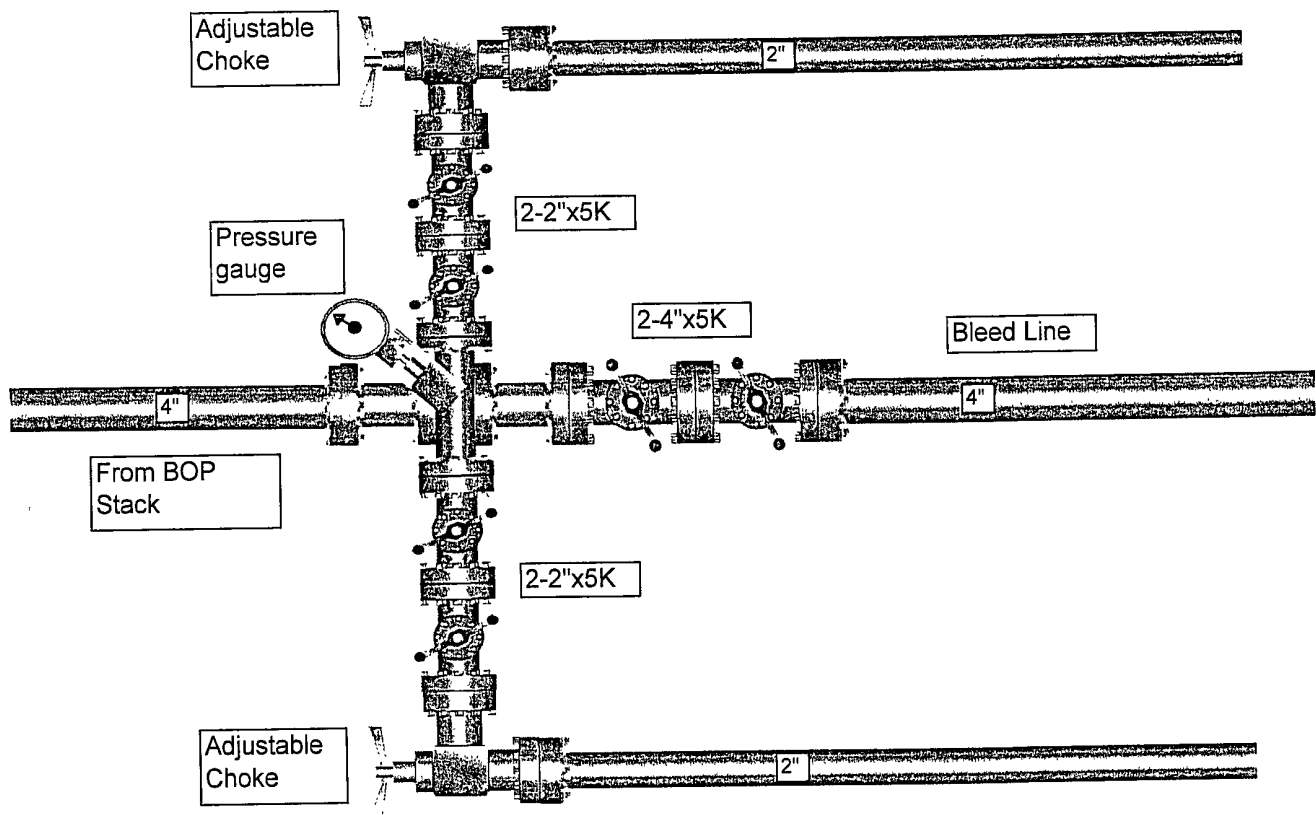 Adjustable
Choke
2"
2-2"x5K
Pressure
gauge
2-4"x5K
Bleed Line
4"
4"
From BOP
Stack
2-2"x5K
Adjustable
Choke
2"